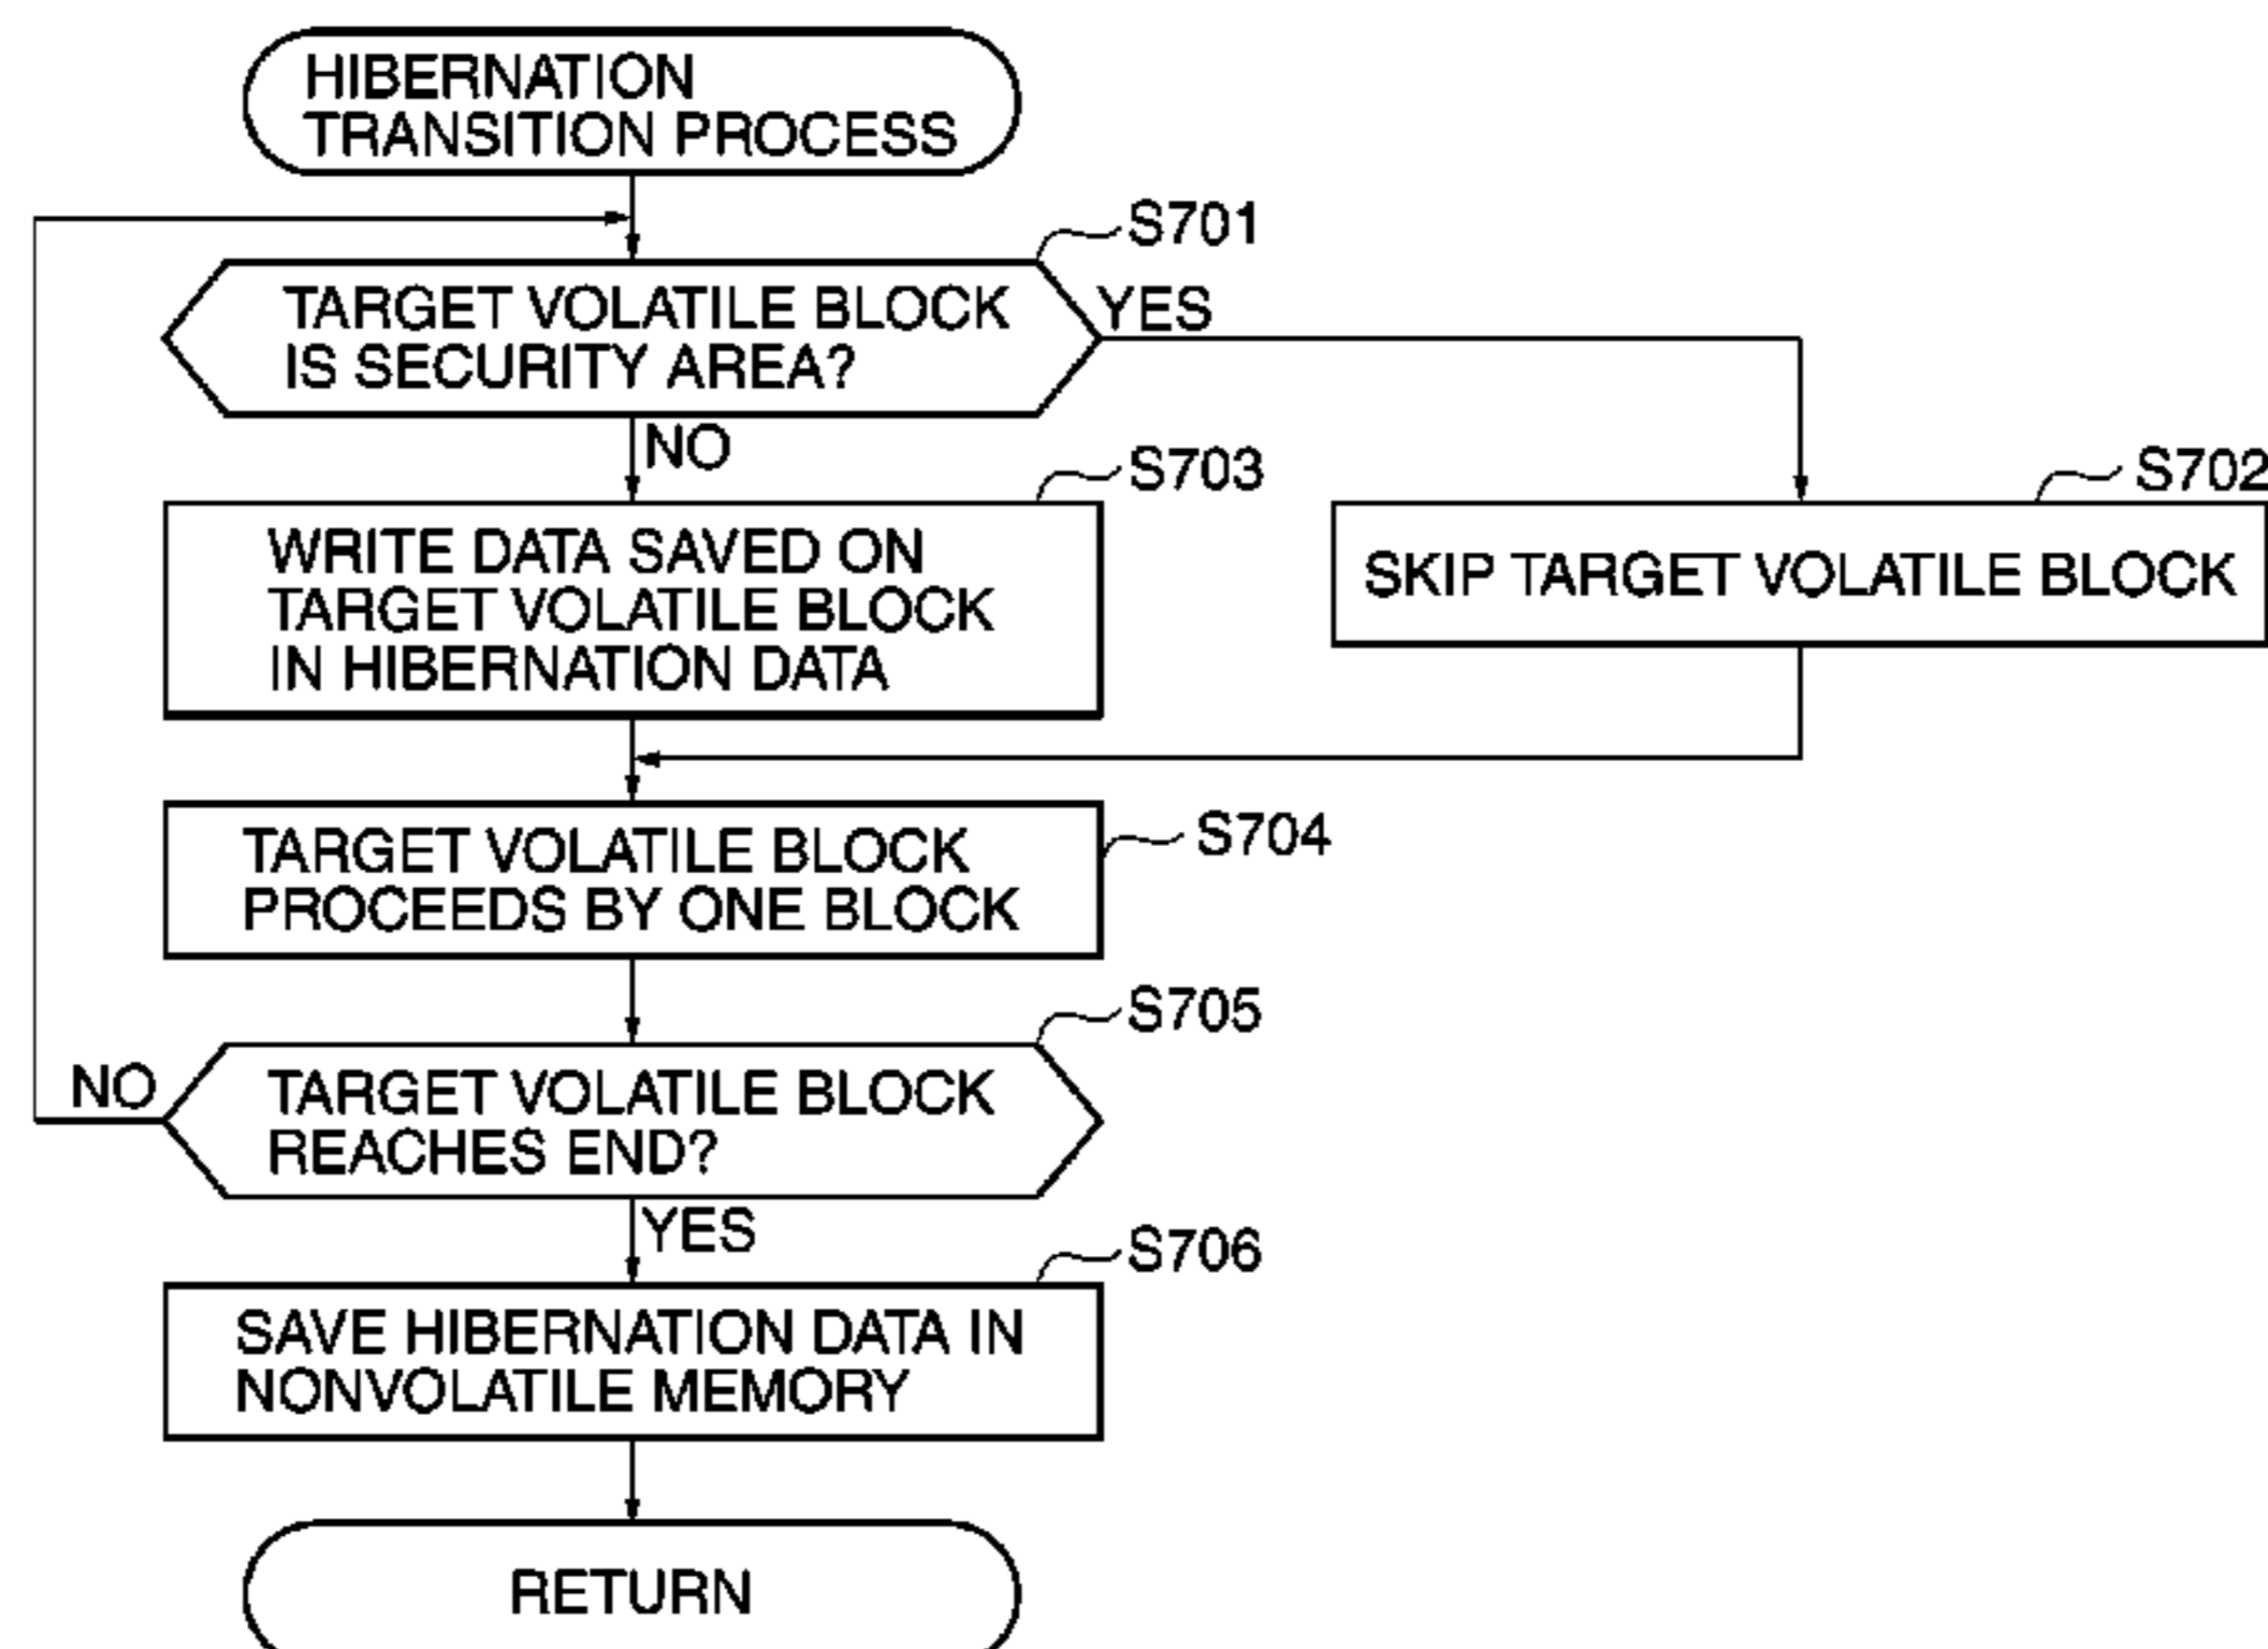 HIBERNATION
TRANSITION PROCESS
S701
TARGET VOLATILE BLOCK
IS SECURITY AREA?
YES
NO
S703
S702
WRITE DATA SAVED ON
TARGET VOLATILE BLOCK
IN HIBERNATION DATA
SKIP TARGET VOLATILE BLOCK
S704
TARGET VOLATILE BLOCK
PROCEEDS BY ONE BLOCK
S705
NO
TARGET VOLATILE BLOCK
REACHES END?
YES
S706
SAVE HIBERNATION DATA IN
NONVOLATILE MEMORY
RETURN